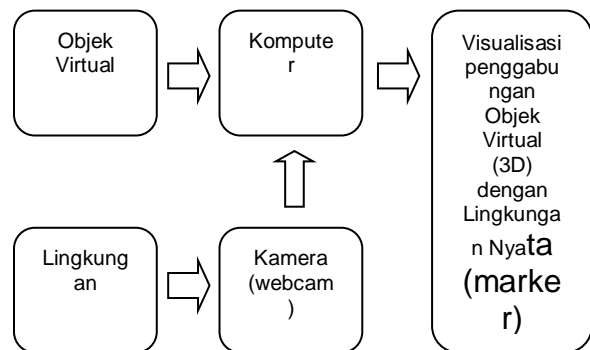 Objek
Virtual
Kompute
r
Visualisasi
penggabu
ngan
Objek
Virtual
(3D)
dengan
Lingkunga
n Nyata
(marke
r)
Lingkung
an
Kamera
(webcam
)